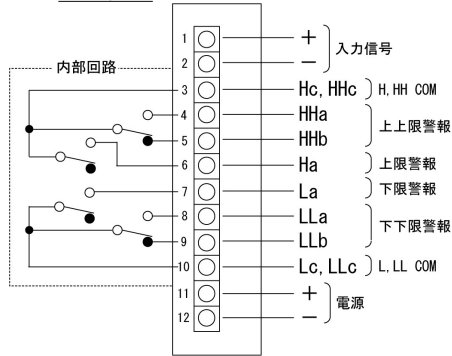 内部回路
1 + 入力信号
2 −
3 Hc, HHc H, HH COM
4 HHa 上上限警報
5 HHb
6 Ha 上限警報
7 La 下限警報
8 LLa 下下限警報
9 LLb
10 Lc, LLc L, LL COM
11 + 電源
12 −